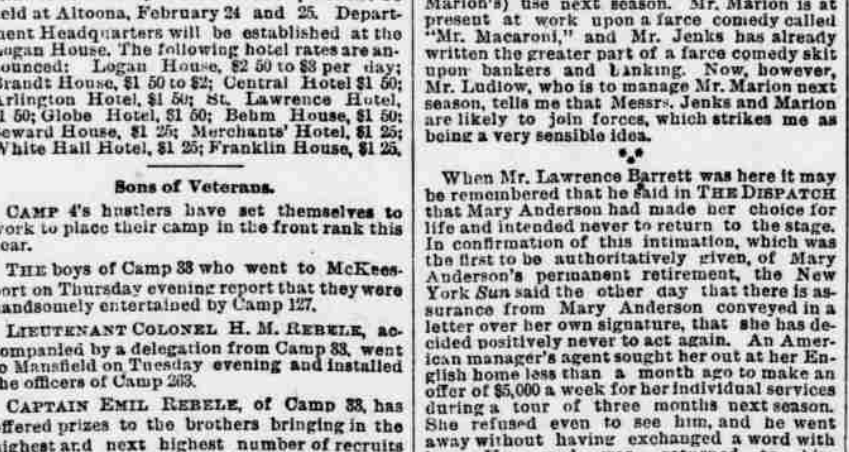 eld at Altoona, February 24 and 25. Depart-
ment Headquarters will be established at the
Logan House. The following hotel rates are an-
ounced: Logan House, $2 50 to $3 per day;
Brandt House, $1 50 to $2; Central Hotel $1 50;
Arlington Hotel, $1 50; St. Lawrence Hotel,
1 50; Globe Hotel, $1 50; Behm House, $1 50;
Seward House, $1 25; Merchants' Hotel, $1 25;
White Hall Hotel, $1 25; Franklin House, $1 25.
Sons of Veterans.
CAMP 4's hustlers have set themselves to
work to place their camp in the front rank this
ear.
THE boys of Camp 33 who went to McKees-
ort on Thursday evening report that they were
andsomely entertained by Camp 127.
LIEUTENANT COLONEL H. M. REBELE, ac-
ompanied by a delegation from Camp 33, went
o Mansfield on Tuesday evening and installed
he officers of Camp 263.
CAPTAIN EMIL REBELE, of Camp 33, has
offered prizes to the brothers bringing in the
highest and next highest number of recruits
Marion's) use next season. Mr. Marion is at
present at work upon a farce comedy called
"Mr. Macaroni," and Mr. Jenks has already
written the greater part of a farce comedy skit
upon bankers and banking. Now, however,
Mr. Ludlow, who is to manage Mr. Marion next
season, tells me that Messrs. Jenks and Marion
are likely to join forces, which strikes me as
being a very sensible idea.
When Mr. Lawrence Barrett was here it may
be remembered that he said in THE DISPATCH
that Mary Anderson had made her choice for
life and intended never to return to the stage.
In confirmation of this intimation, which was
the first to be authoritatively given, of Mary
Anderson's permanent retirement, the New
York Sun said the other day that there is as-
surance from Mary Anderson conveyed in a
letter over her own signature, that she has de-
cided positively never to act again. An Amer-
ican manager's agent sought her out at her En-
glish home less than a month ago to make an
offer of $5,000 a week for her individual services
during a tour of three months next season.
She refused even to see him, and he went
away without having exchanged a word with